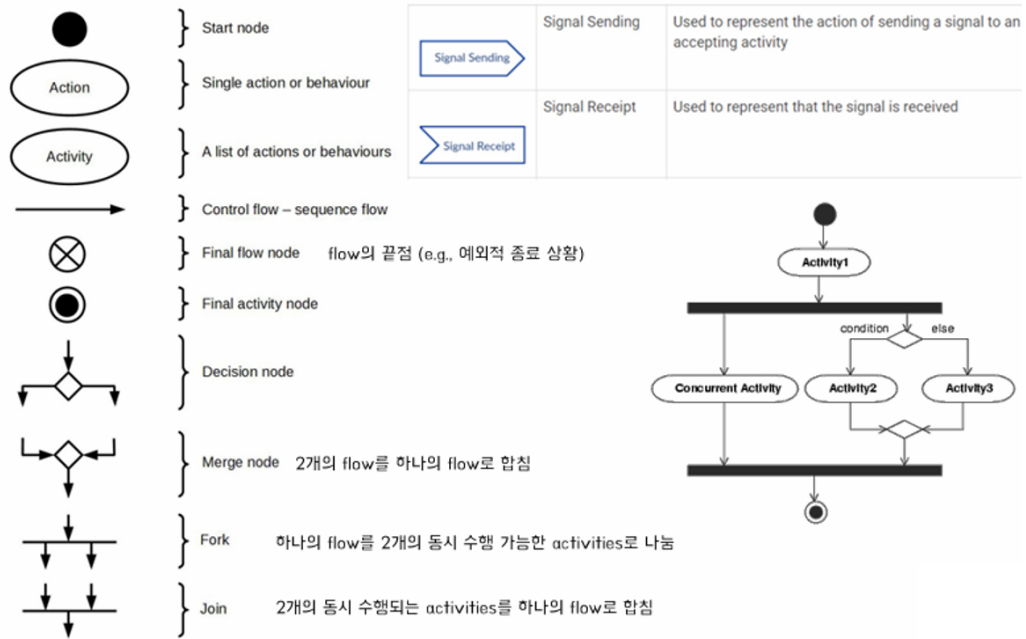 Start node
Action
Single action or behaviour
Activity
A list of actions or behaviours
Control flow – sequence flow
Final flow node flow의 끝점 (e.g., 예외적 종료 상황)
Final activity node
Decision node
Merge node 2개의 flow를 하나의 flow로 합침
Fork 하나의 flow를 2개의 동시 수행 가능한 activities로 나눔
Join 2개의 동시 수행되는 activities를 하나의 flow로 합침
Signal Sending
Signal Sending
Used to represent the action of sending a signal to an
accepting activity
Signal Receipt
Signal Receipt
Used to represent that the signal is received
Activity1
condition else
Concurrent Activity Activity2 Activity3